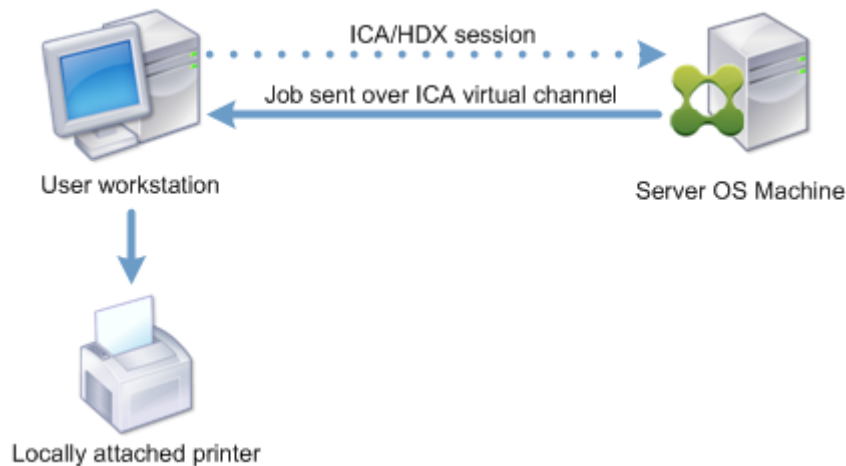 ICA/HDX session
Job sent over ICA virtual channel
User workstation
Server OS Machine
Locally attached printer